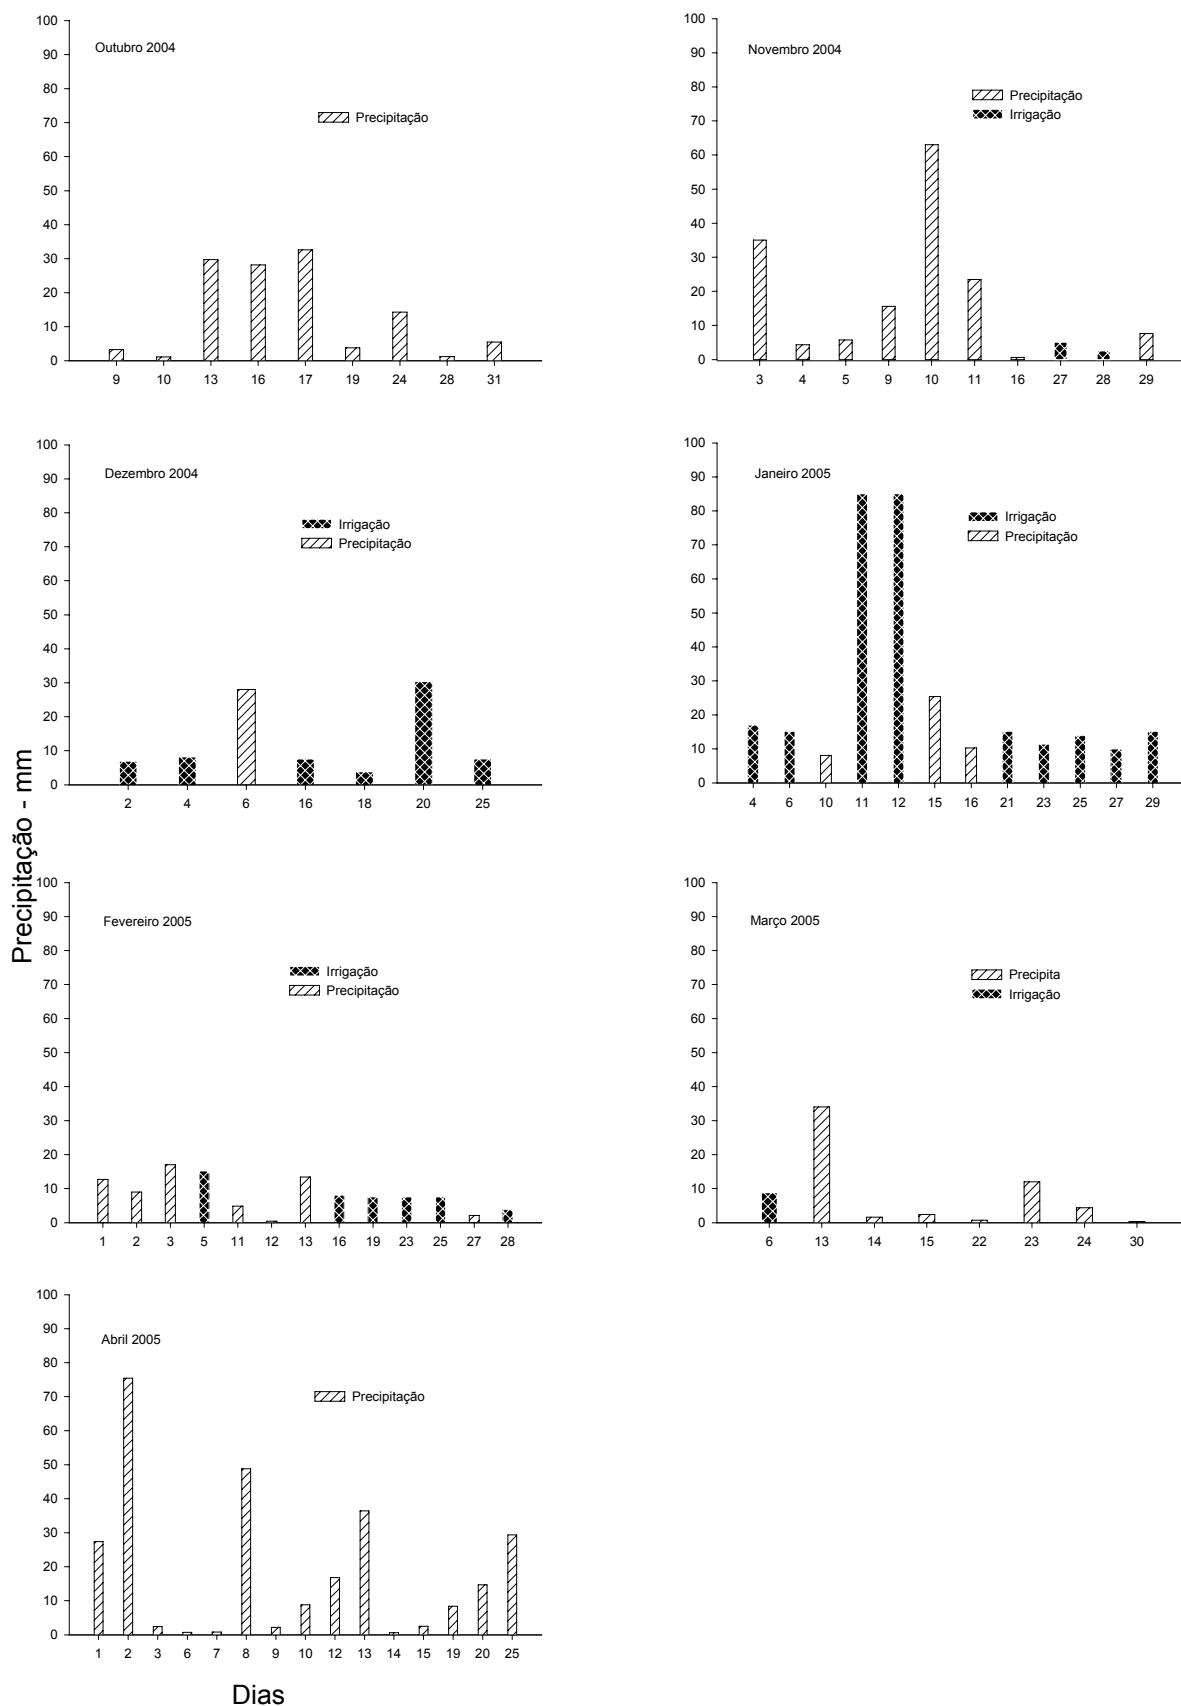 Precipitação - mm
Outubro 2004
Precipitação
100
90
80
70
60
50
40
30
20
10
0
9 10 13 16 17 19 24 28 31
Novembro 2004
Precipitação
Irrigação
100
90
80
70
60
50
40
30
20
10
0
3 4 5 9 10 11 16 27 28 29
Dezembro 2004
Irrigação
Precipitação
100
90
80
70
60
50
40
30
20
10
0
2 4 6 16 18 20 25
Janeiro 2005
Irrigação
Precipitação
100
90
80
70
60
50
40
30
20
10
0
4 6 10 11 12 15 16 21 23 25 27 29
Fevereiro 2005
Irrigação
Precipitação
100
90
80
70
60
50
40
30
20
10
0
1 2 3 5 11 12 13 16 19 23 25 27 28
Março 2005
Precipita
Irrigação
100
90
80
70
60
50
40
30
20
10
0
6 13 14 15 22 23 24 30
Abril 2005
Precipitação
100
90
80
70
60
50
40
30
20
10
0
1 2 3 6 7 8 9 10 12 13 14 15 19 20 25
Dias